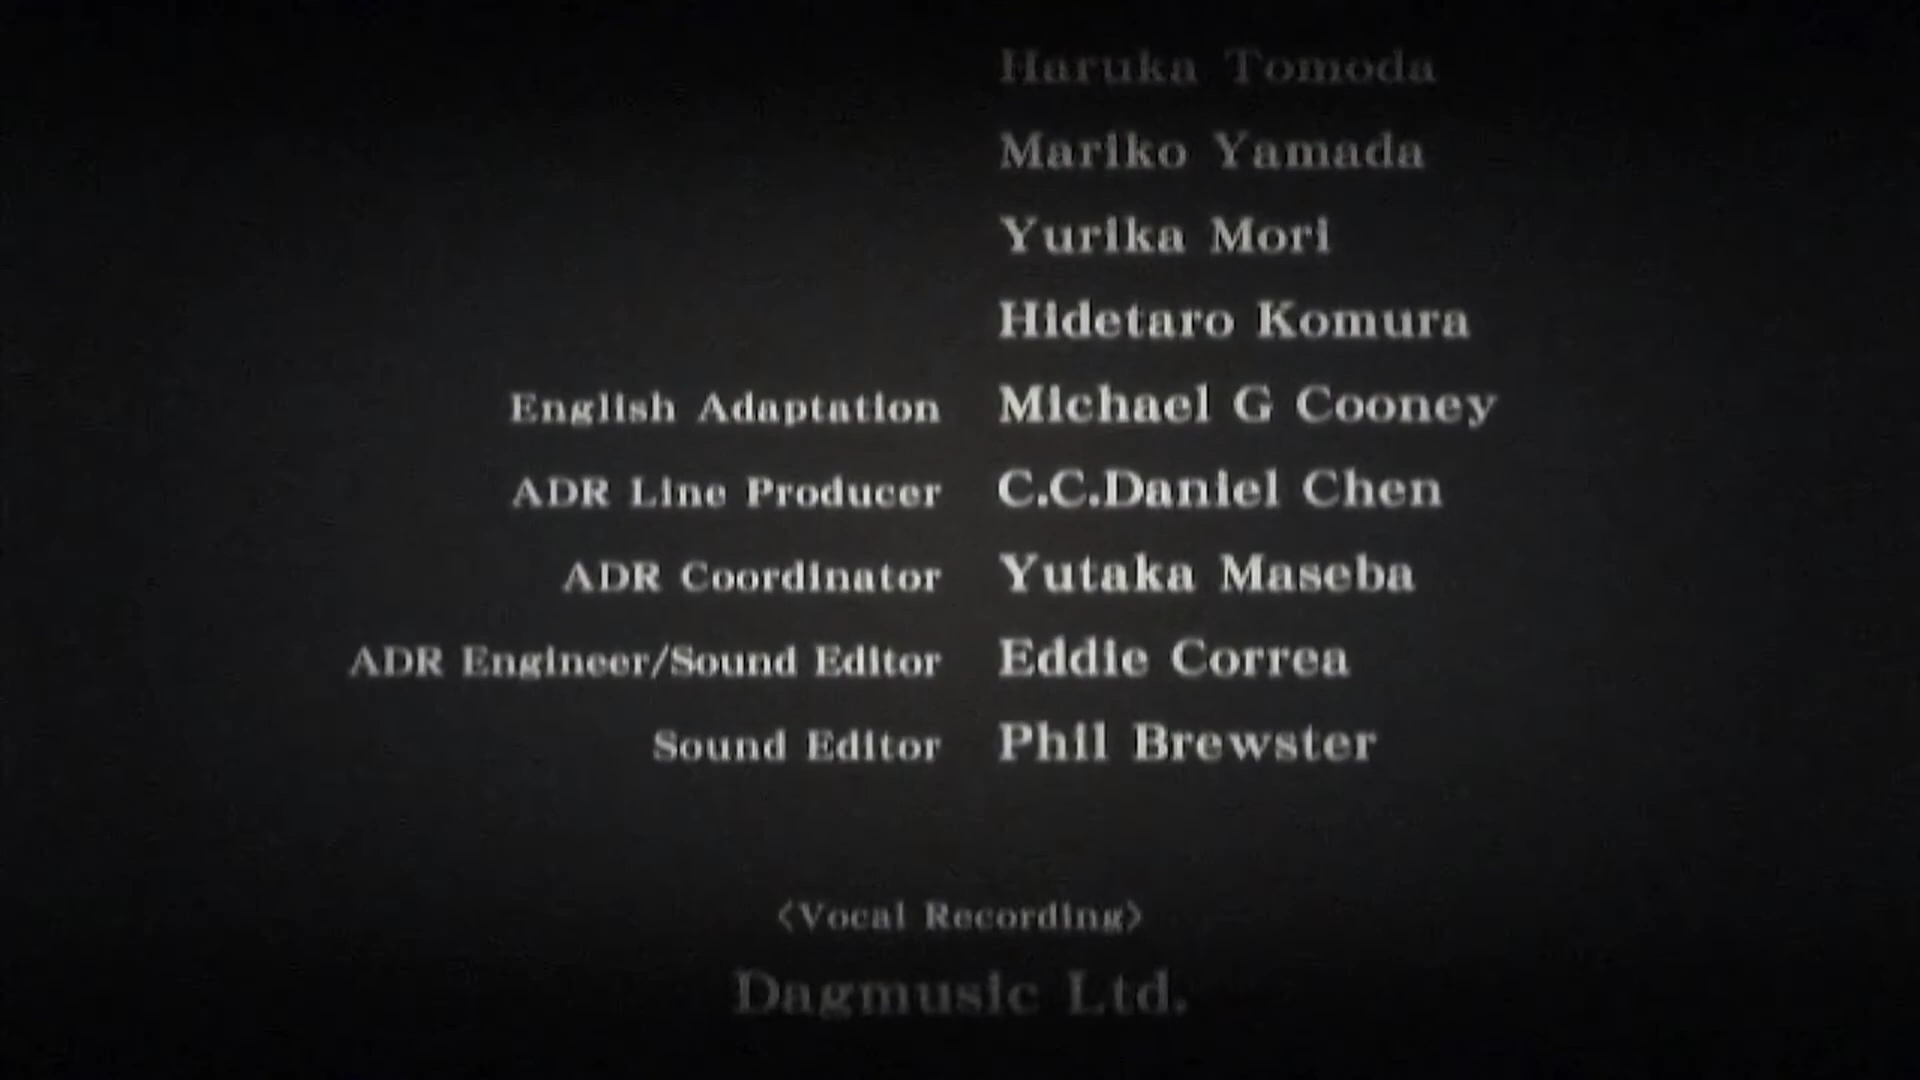 Haruka Tomoda
Mariko Yamada
Yurika Mori
Hidetaro Komura
English Adaptation Michael G Cooney
ADR Line Producer C.C.Daniel Chen
ADR Coordinator Yutaka Maseba
ADR Engineer/Sound Editor Eddie Correa
Sound Editor Phil Brewster
〈Vocal Recording〉
Dagmusic Ltd.